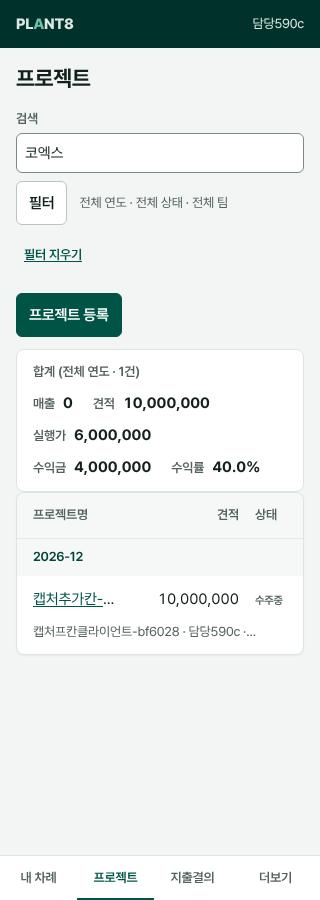 PLANT8 담당590c
프로젝트
검색
코엑스
필터 전체 연도 · 전체 상태 · 전체 팀
필터 지우기
프로젝트 등록
합계 (전체 연도 · 1건)
매출 0 견적 10,000,000
실행가 6,000,000
수익금 4,000,000 수익률 40.0%
프로젝트명 견적 상태
2026-12
캡처추가칸-... 10,000,000 수주중
캡처프칸클라이언트-bf6028 · 담당590c ·...
내 차례 프로젝트 지출결의 더보기